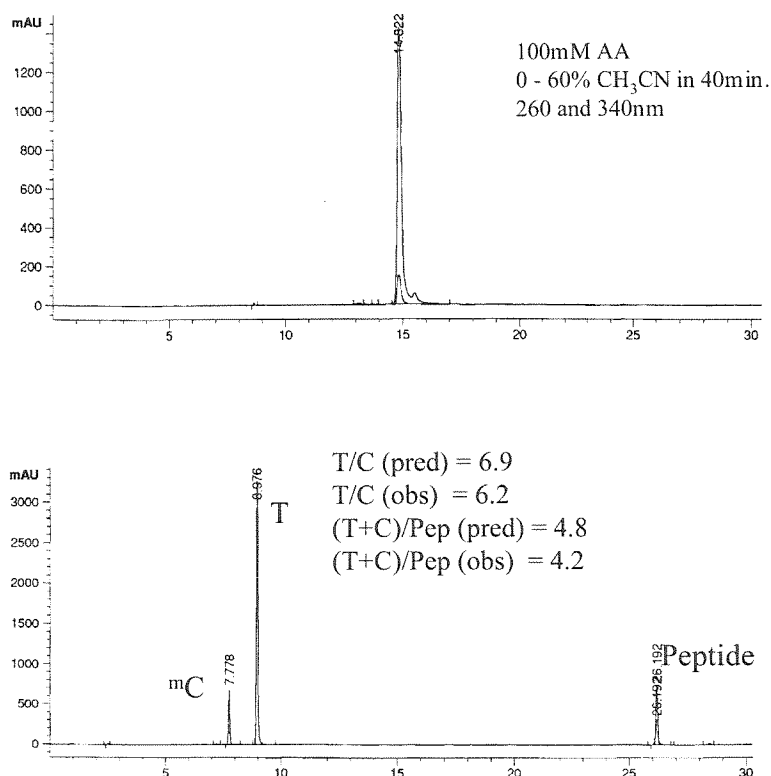 mAU
14.822
100mM AA
0 - 60% CH₃CN in 40min.
260 and 340nm
1200
1000
800
600
400
200
0
5 10 15 20 25 30
mAU
8.976
T/C (pred) = 6.9
T/C (obs) = 6.2
(T+C)/Pep (pred) = 4.8
(T+C)/Pep (obs) = 4.2
T
3000
2500
2000
1500
1000
500
0
7.778
ᵐC
26.192
Peptide
5 10 15 20 25 30